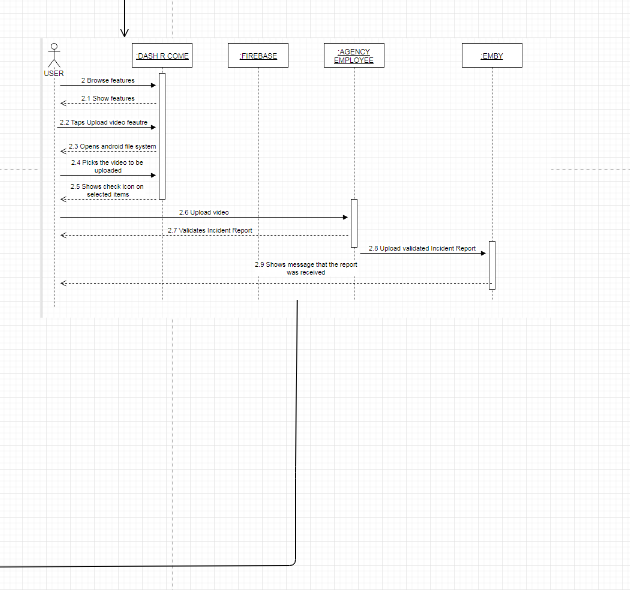 :DASH R COME
:FIREBASE
:AGENCY
EMPLOYEE
:EMBY
USER
2 Browse features
2.1 Show features
2.2 Taps Upload video feautre
2.3 Opens android file system
2.4 Picks the video to be
uploaded
2.5 Shows check icon on
selected items
2.6 Upload video
2.7 Validates Incident Report
2.8 Upload validated Incident Report
2.9 Shows message that the report
was received